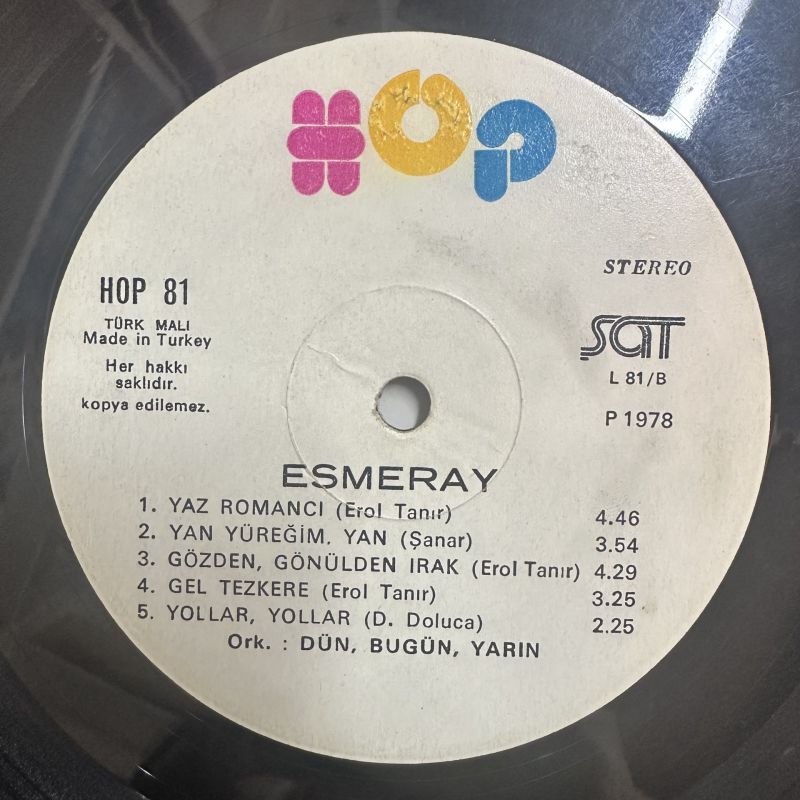 HOP
STEREO
HOP 81
TÜRK MALI
Made in Turkey
Her hakkı
saklıdır.
kopya edilemez.
SAT
L 81/B
P 1978
ESMERAY
1. YAZ ROMANCI (Erol Tanır) 4.46
2. YAN YÜREĞİM, YAN (Şanar) 3.54
3. GÖZDEN, GÖNÜLDEN IRAK (Erol Tanır) 4.29
4. GEL TEZKERE (Erol Tanır) 3.25
5. YOLLAR, YOLLAR (D. Doluca) 2.25
Ork. : DÜN, BUGÜN, YARIN